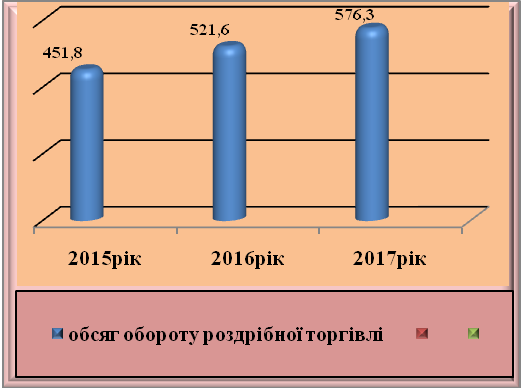 451,8
521,6
576,3
2015рік 2016рік 2017рік
обсяг обороту роздрібної торгівлі